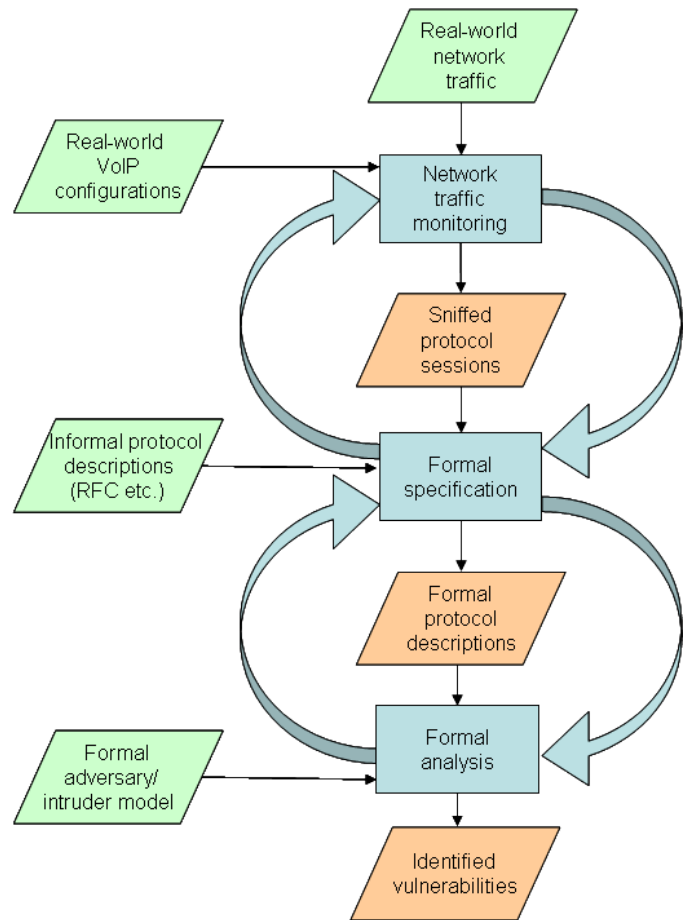 Real-world
network
traffic
Real-world
VoIP
configurations
Network
traffic
monitoring
Sniffed
protocol
sessions
Informal protocol
descriptions
(RFC etc.)
Formal
specification
Formal
protocol
descriptions
Formal
adversary/
intruder model
Formal
analysis
Identified
vulnerabilities